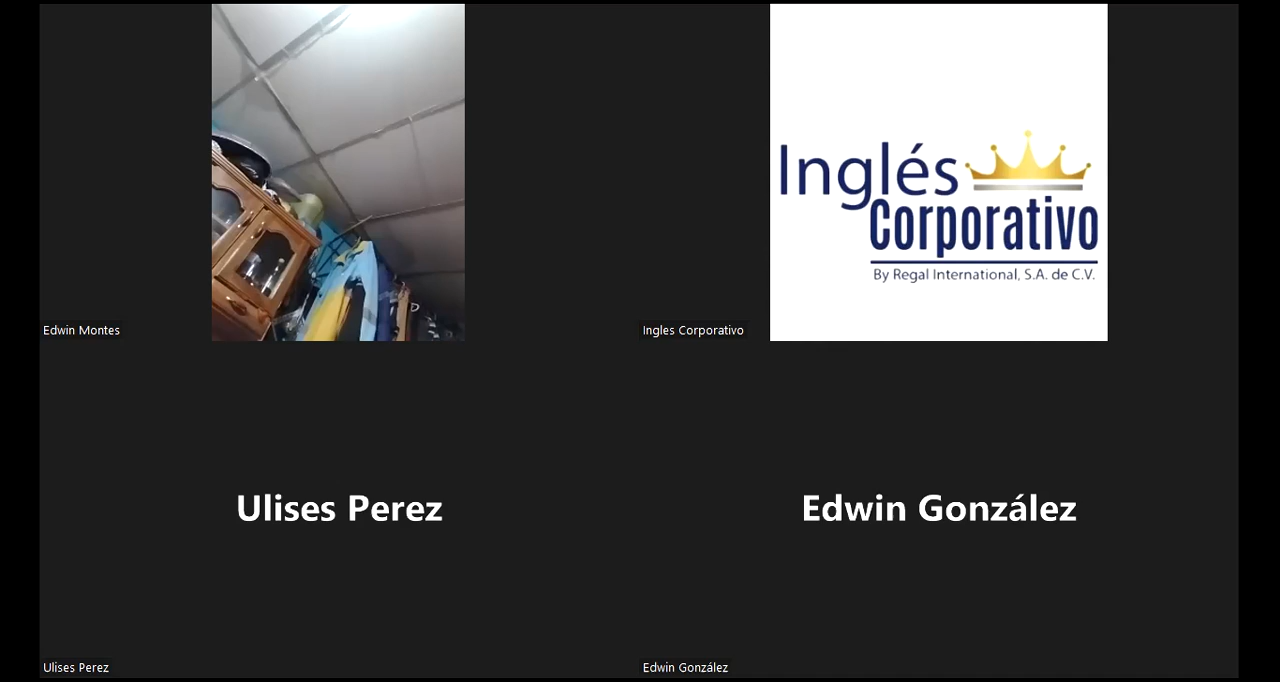 Edwin Montes
Inglés
Corporativo
By Regal International, S.A. de C.V.
Ingles Corporativo
Ulises Perez
Ulises Perez
Edwin González
Edwin González